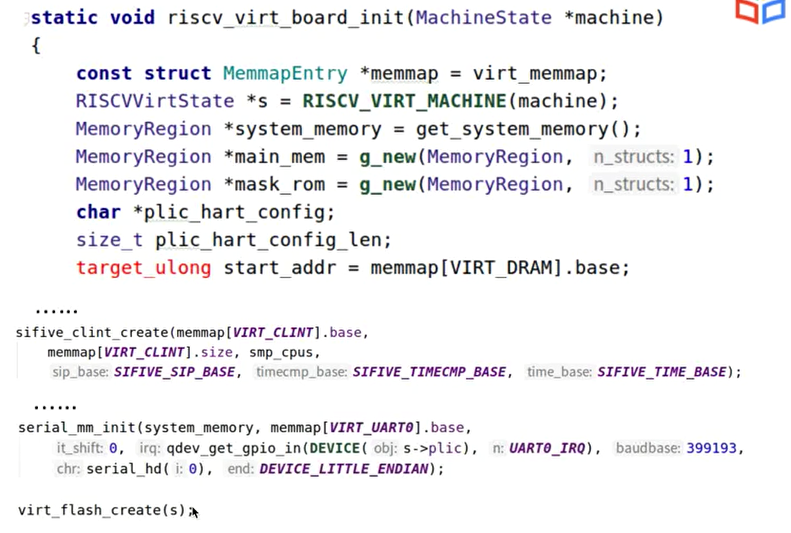 static void riscv_virt_board_init(MachineState *machine)
{
const struct MemmapEntry *memmap = virt_memmap;
RISCVVirtState *s = RISCV_VIRT_MACHINE(machine);
MemoryRegion *system_memory = get_system_memory();
MemoryRegion *main_mem = g_new(MemoryRegion, n_structs: 1);
MemoryRegion *mask_rom = g_new(MemoryRegion, n_structs: 1);
char *plic_hart_config;
size_t plic_hart_config_len;
target_ulong start_addr = memmap[VIRT_DRAM].base;
......
sifive_clint_create(memmap[VIRT_CLINT].base,
memmap[VIRT_CLINT].size, smp_cpus,
sip_base: SIFIVE_SIP_BASE, timecmp_base: SIFIVE_TIMECMP_BASE, time_base: SIFIVE_TIME_BASE);
......
serial_mm_init(system_memory, memmap[VIRT_UART0].base,
it_shift: 0, irq: qdev_get_gpio_in(DEVICE( obj: s->plic), n: UART0_IRQ), baudbase: 399193,
chr: serial_hd( i: 0), end: DEVICE_LITTLE_ENDIAN);
virt_flash_create(s);